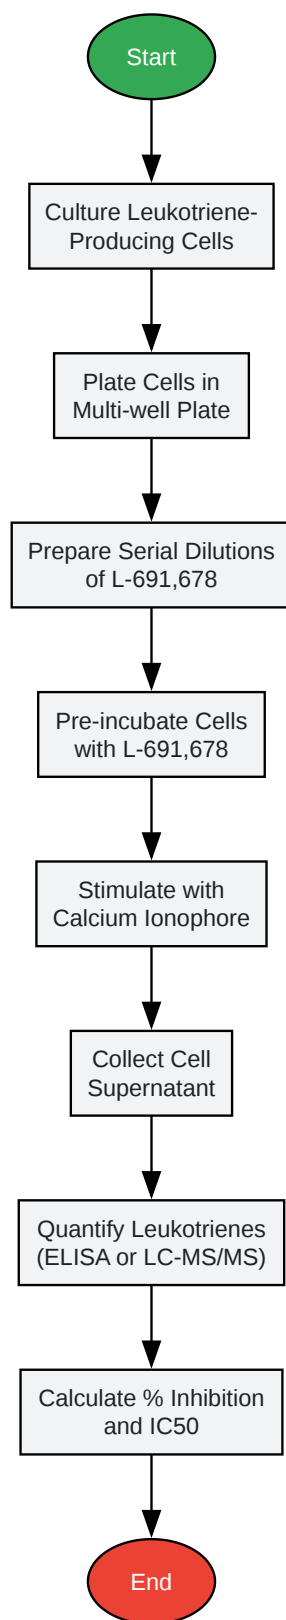 Start
Culture Leukotriene-
Producing Cells
Plate Cells in
Multi-well Plate
Prepare Serial Dilutions
of L-691,678
Pre-incubate Cells
with L-691,678
Stimulate with
Calcium Ionophore
Collect Cell
Supernatant
Quantify Leukotrienes
(ELISA or LC-MS/MS)
Calculate % Inhibition
and IC50
End